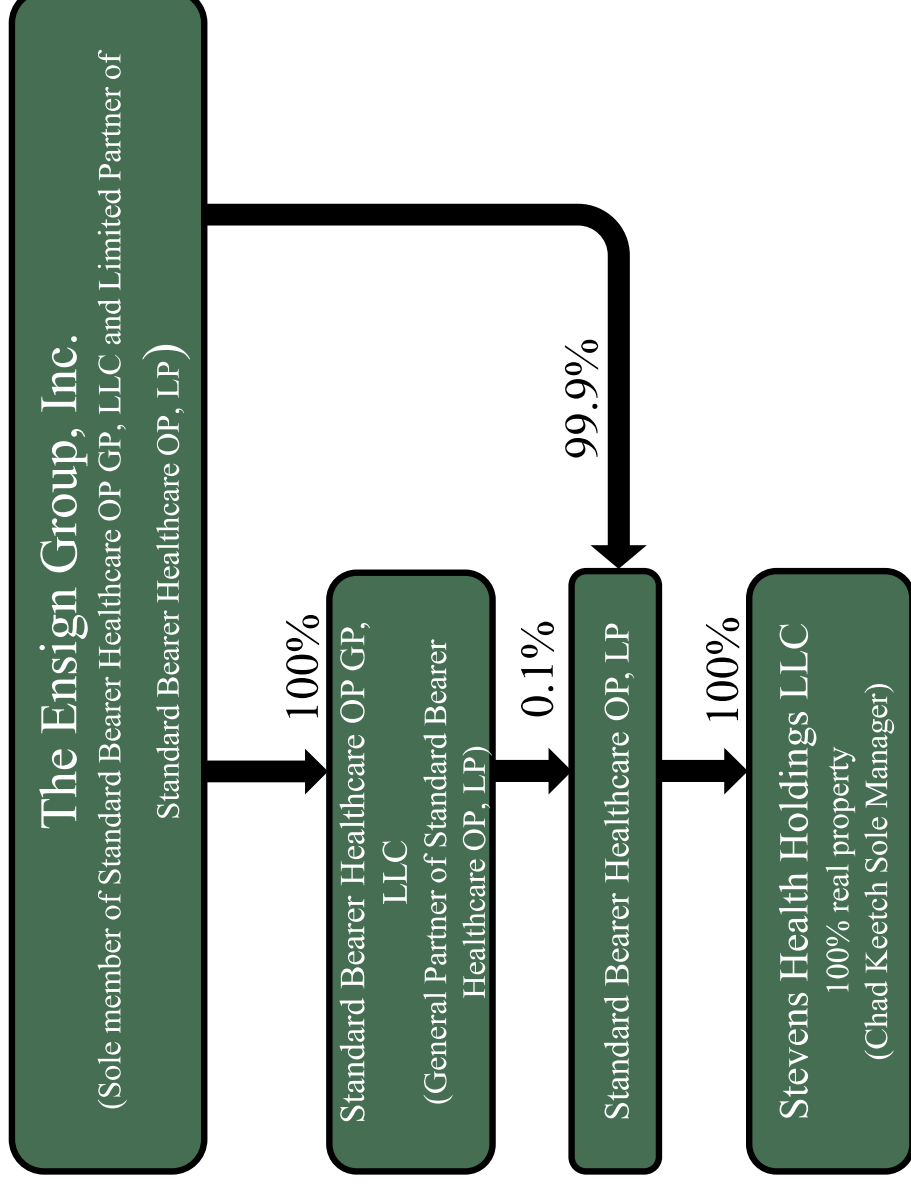 The Ensign Group, Inc.
(Sole member of Standard Bearer Healthcare OP GP, LLC and Limited Partner of
Standard Bearer Healthcare OP, LP)
100%
Standard Bearer Healthcare OP GP,
LLC
(General Partner of Standard Bearer
Healthcare OP, LP)
0.1%
99.9%
Standard Bearer Healthcare OP, LP
100%
Stevens Health Holdings LLC
100% real property
(Chad Keetch Sole Manager)